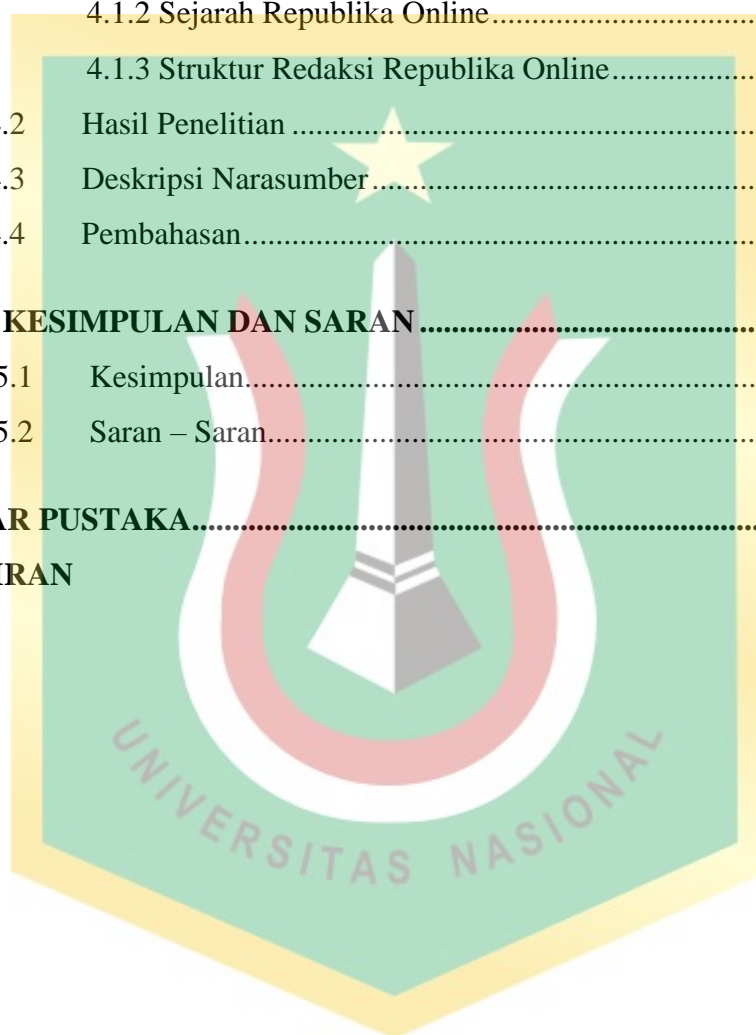 4.1.2 Sejarah Republika Online......................................
4.1.3 Struktur Redaksi Republika Online..................
.2 Hasil Penelitian ..........................................................
.3 Deskripsi Narasumber................................................
.4 Pembahasan................................................................
KESIMPULAN DAN SARAN..........................................
5.1 Kesimpulan................................................................
5.2 Saran – Saran.............................................................
AR PUSTAKA....................................................................
IRAN
UNIVERSITAS NASIONAL